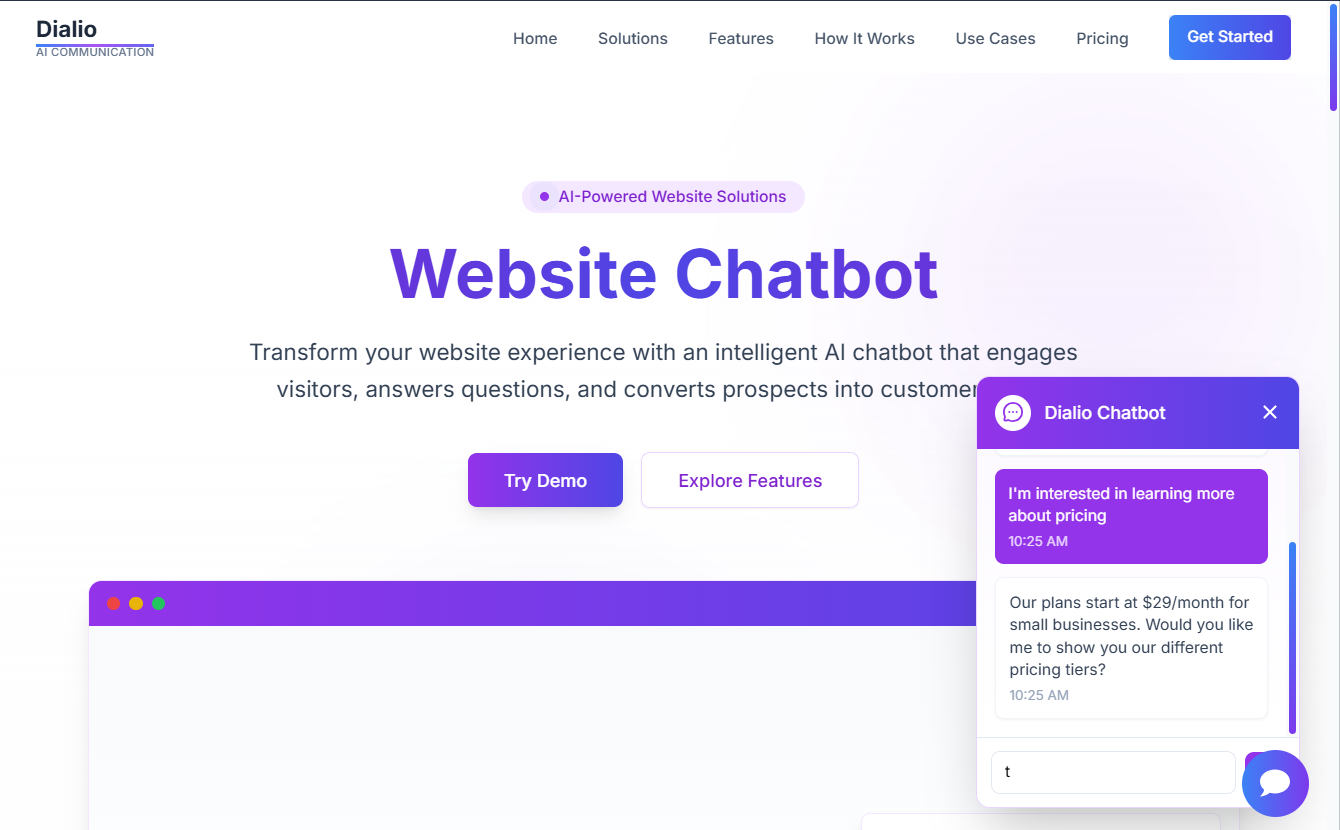 Dialio
AI COMMUNICATION
Home
Solutions
Features
How It Works
Use Cases
Pricing
Get Started
AI-Powered Website Solutions
Website Chatbot
Transform your website experience with an intelligent AI chatbot that engages
visitors, answers questions, and converts prospects into
Try Demo
Explore Features
Dialio Chatbot
I'm interested in learning more
about pricing
10:25 AM
Our plans start at $29/month for
small businesses. Would you like
me to show you our different
pricing tiers?
10:25 AM
t